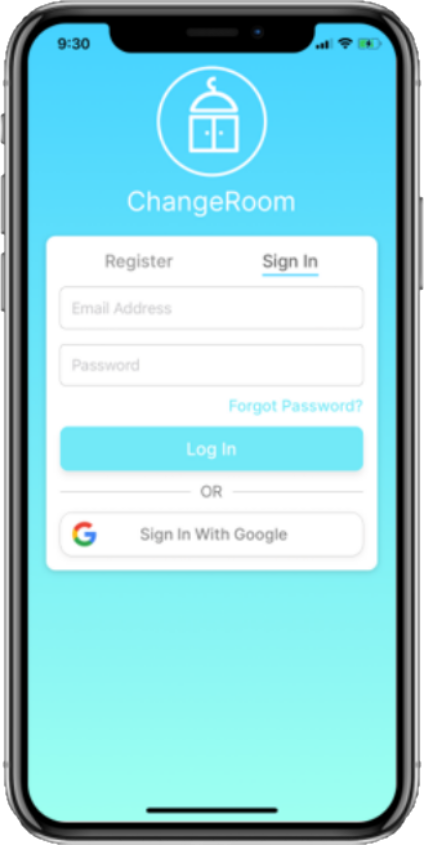 9:30
ChangeRoom
Register Sign In
Email Address
Password
Forgot Password?
Log In
OR
Sign In With Google